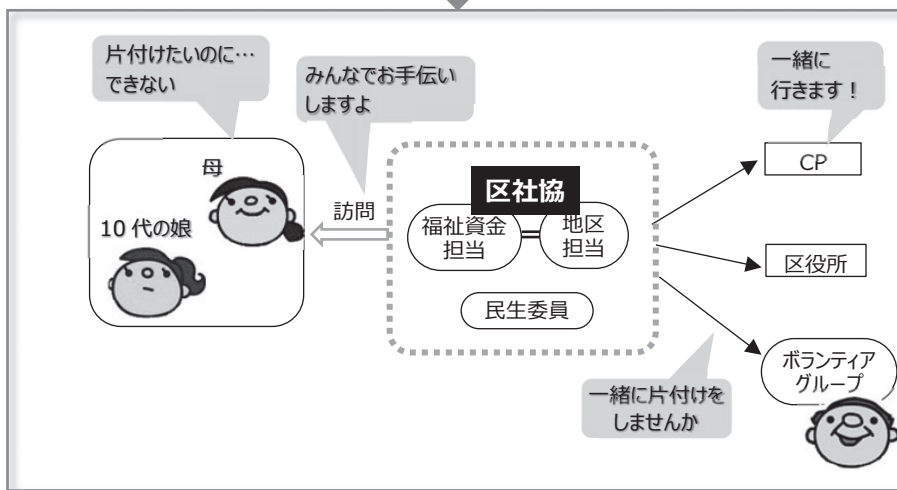 片付けたいのに…
できない
みんなでお手伝い
しますよ
一緒に
行きます！
母
10 代の娘
訪問
区社協
福祉資金
担当
地区
担当
民生委員
CP
区役所
ボランティア
グループ
一緒に片付けを
しませんか